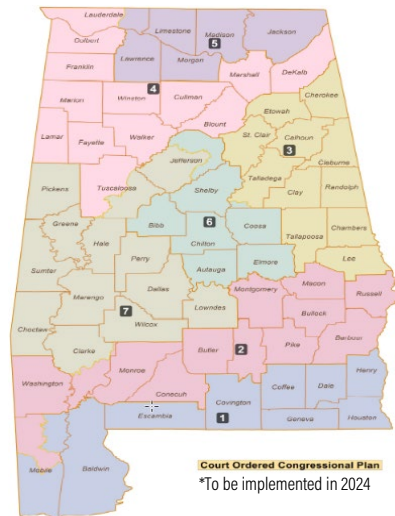 Lauderdale
Limestone
Madison
Jackson
Colbert
5
Lawrence
Morgan
Franklin
Marshall
DeKalb
4
Marion
Winston
Cullman
Cherokee
Etowah
Blount
Lamar
Fayette
Walker
St. Clair
Calhoun
3
Jefferson
Cleburne
Pickens
Tuscaloosa
Talladega
Shelby
Clay
Randolph
Greene
Bibb
6
Coosa
Hale
Tallapoosa
Chambers
Chilton
Perry
Sumter
Autauga
Elmore
Lee
Dallas
Montgomery
Macon
Marengo
Russell
Lowndes
7
Bullock
Choctaw
Wilcox
Clarke
Butler
2
Pike
Barbour
Monroe
Washington
Henry
Conecuh
Coffee
Dale
Covington
Escambia
1
Geneva
Houston
Mobile
Baldwin
Court Ordered Congressional Plan
*To be implemented in 2024